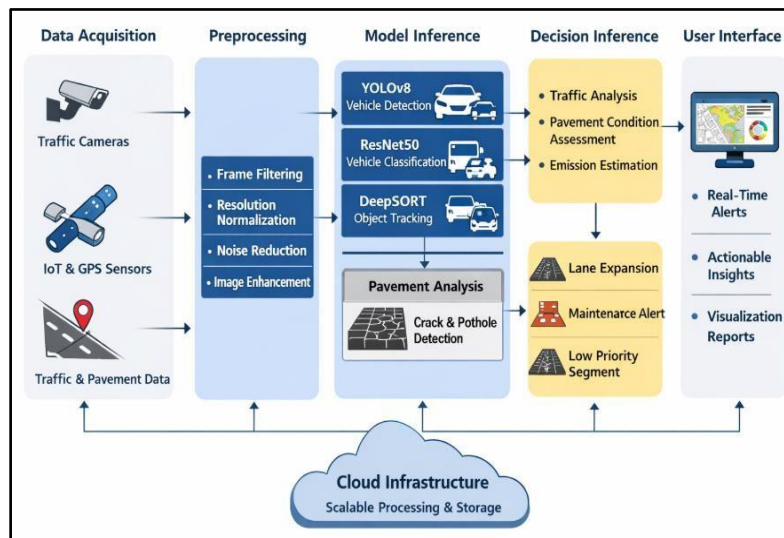 Data Acquisition
Traffic Cameras
IoT & GPS Sensors
Traffic & Pavement Data
Preprocessing
• Frame Filtering
• Resolution
Normalization
• Noise Reduction
• Image Enhancement
Model Inference
YOLOv8
Vehicle Detection
ResNet50
Vehicle Classification
DeepSORT
Object Tracking
Pavement Analysis
Crack & Pothole
Detection
Decision Inference
• Traffic Analysis
• Pavement Condition
Assessment
• Emission Estimation
Lane Expansion
Maintenance Alert
Low Priority
Segment
User Interface
• Real-Time
Alerts
• Actionable
Insights
• Visualization
Reports
Cloud Infrastructure
Scalable Processing & Storage